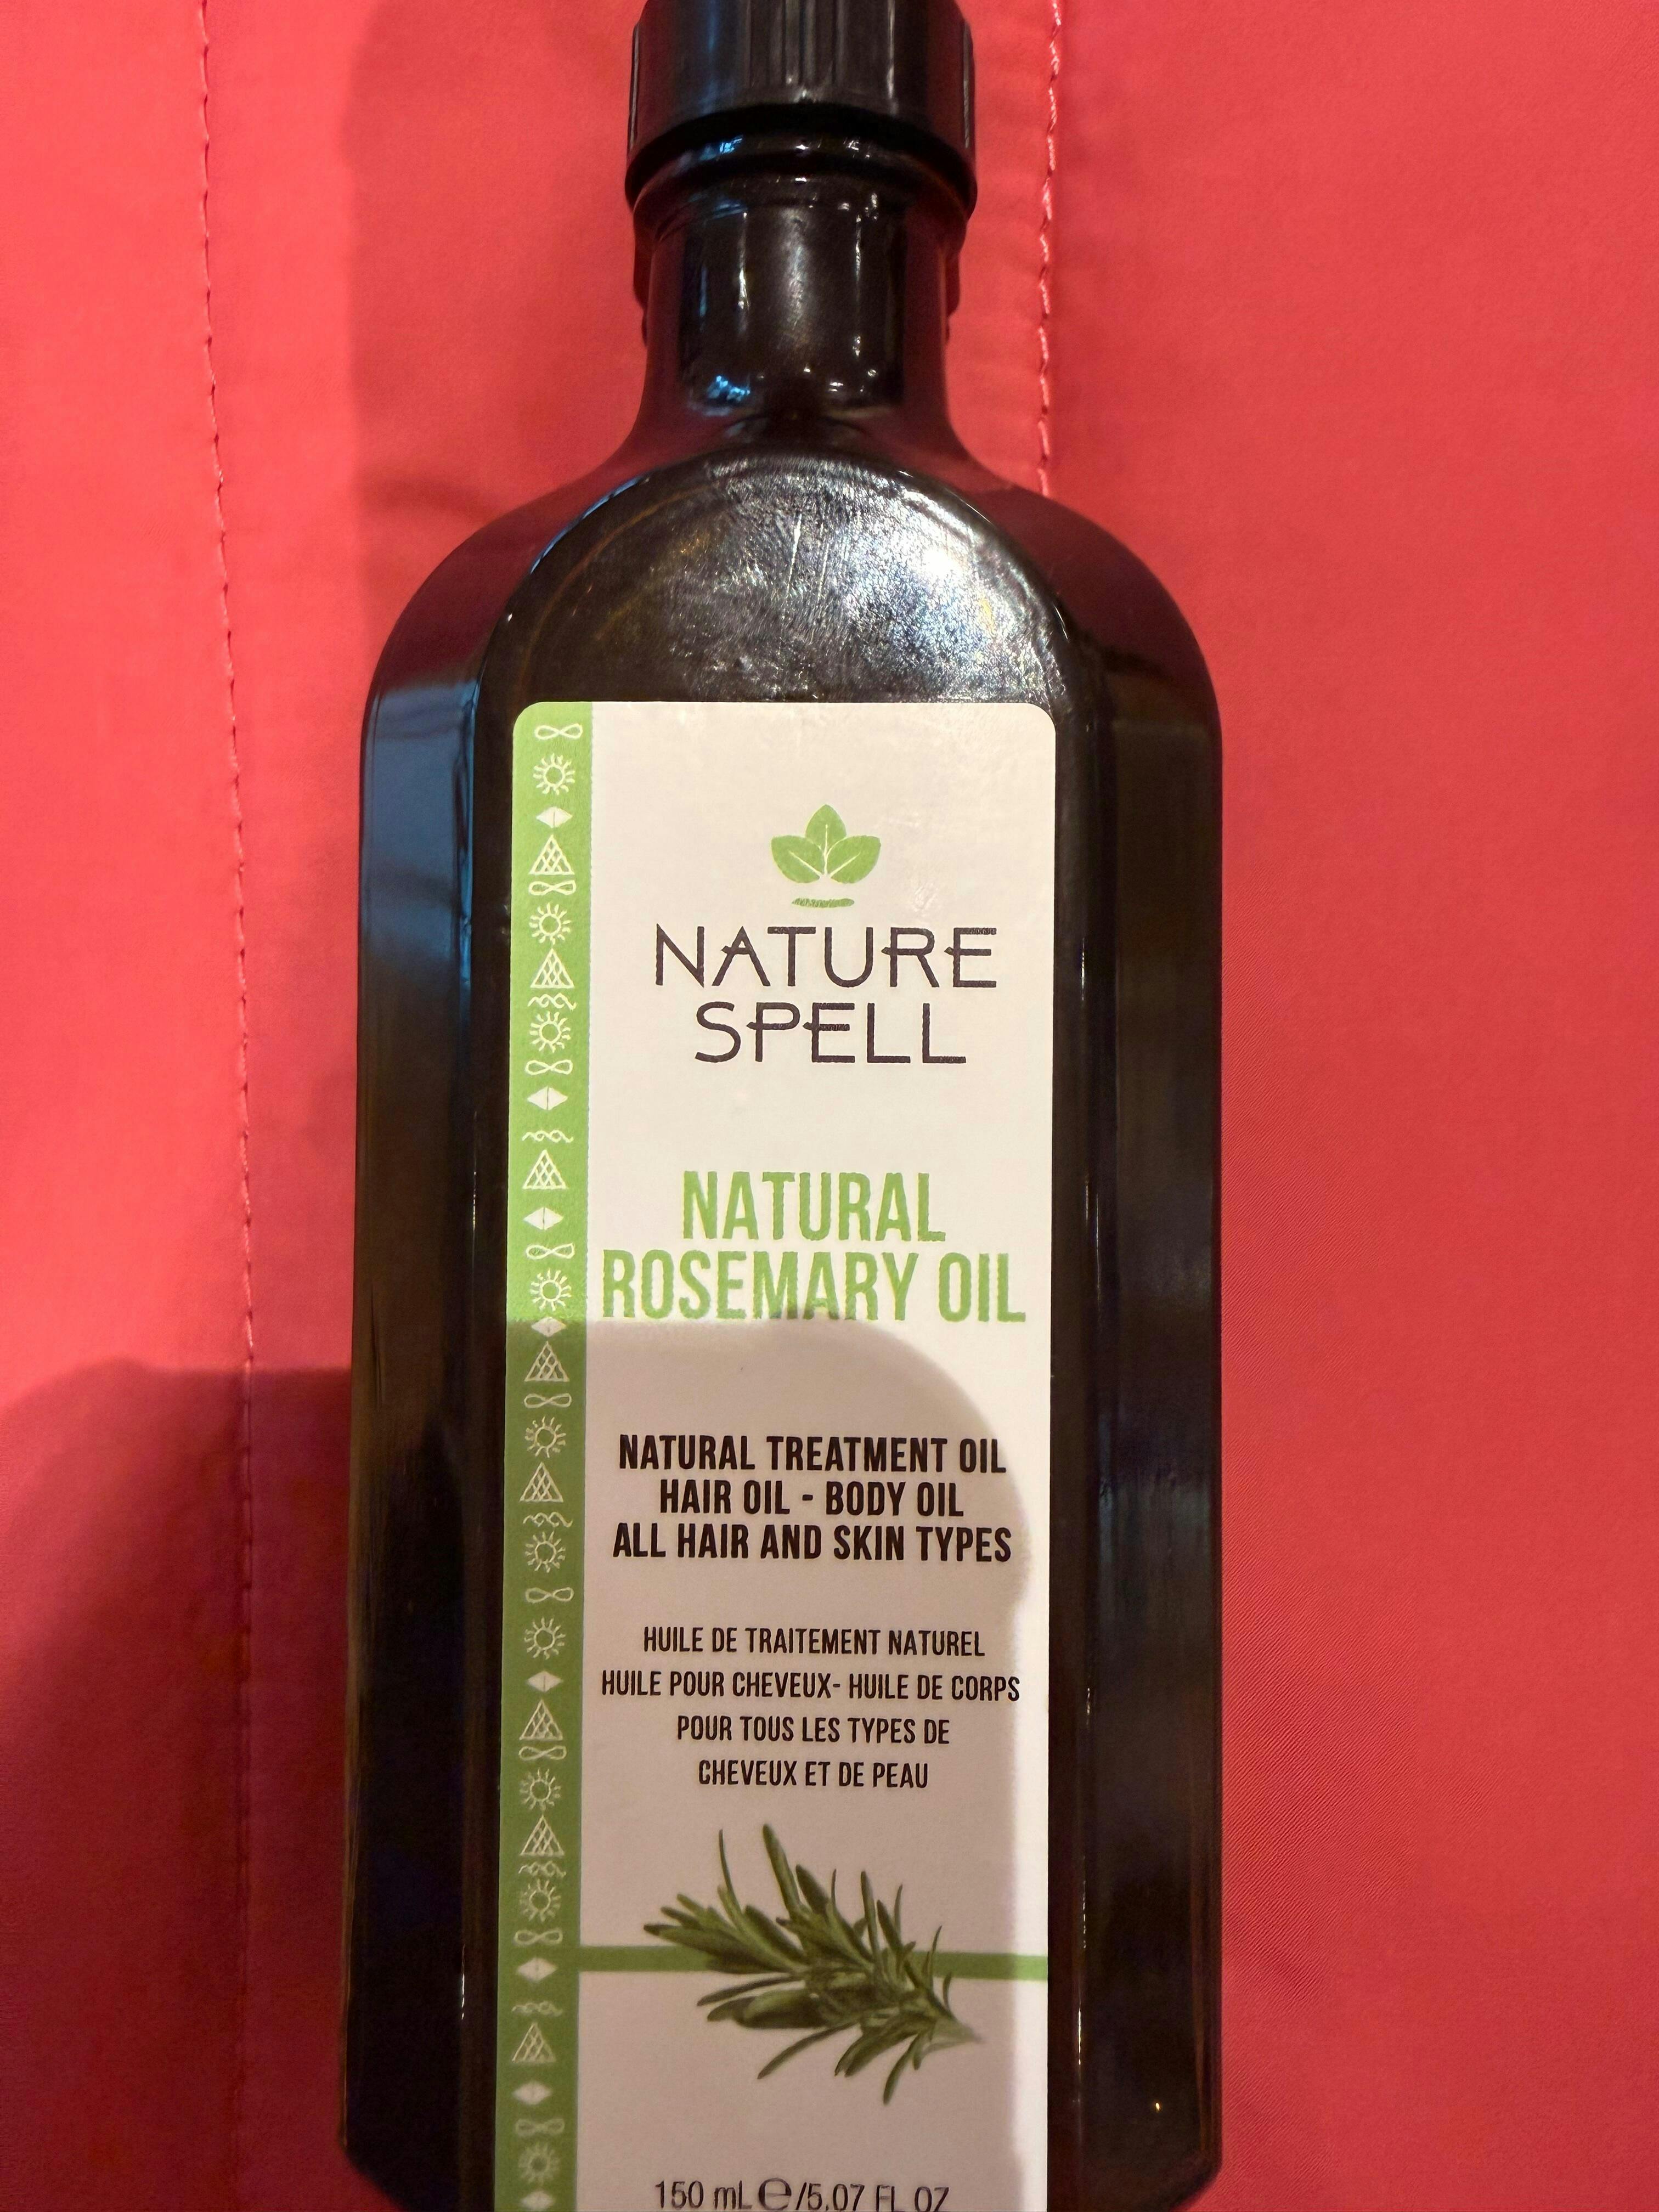 NATURE
SPELL
NATURAL
ROSEMARY OIL
NATURAL TREATMENT OIL
HAIR OIL - BODY OIL
ALL HAIR AND SKIN TYPES
HUILE DE TRAITEMENT NATUREL
HUILE POUR CHEVEUX- HUILE DE CORPS
POUR TOUS LES TYPES DE
CHEVEUX ET DE PEAU
150 mL ℮/5.07 FL OZ